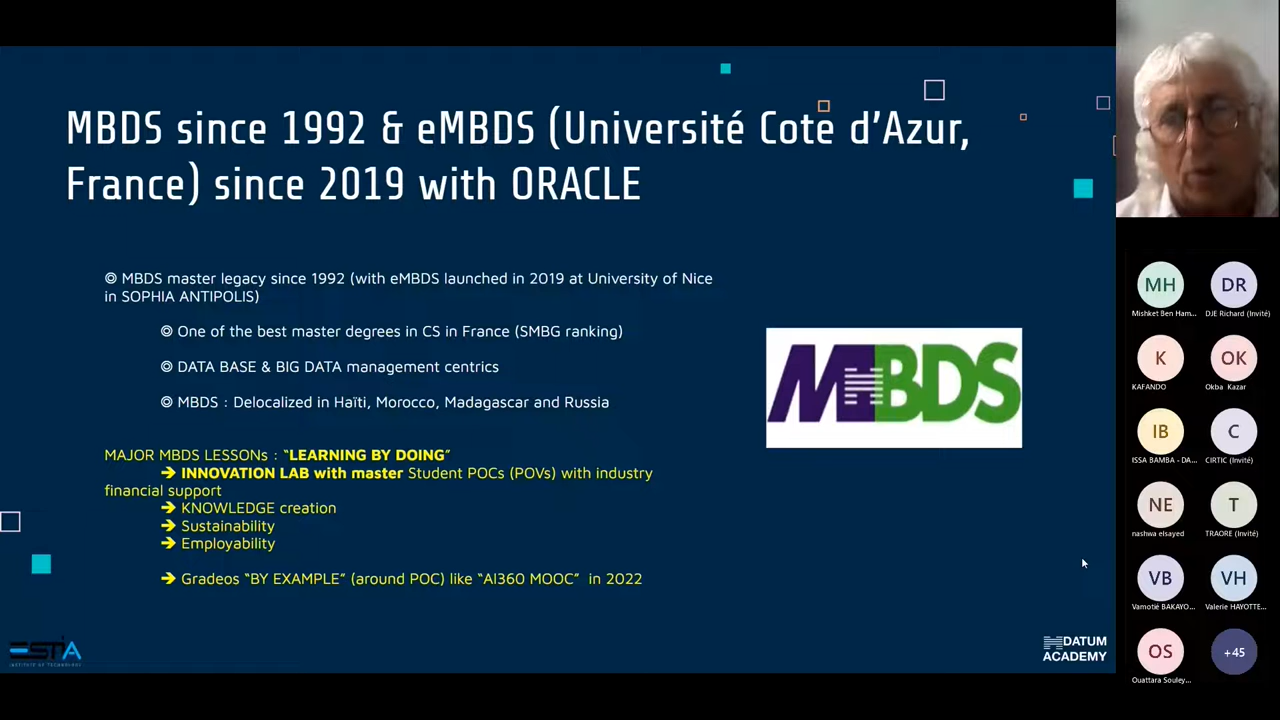 MBDS since 1992 & eMBDS (Université Cote d’Azur,
France) since 2019 with ORACLE
◎ MBDS master legacy since 1992 (with eMBDS launched in 2019 at University of Nice
in SOPHIA ANTIPOLIS)
◎ One of the best master degrees in CS in France (SMBG ranking)
◎ DATA BASE & BIG DATA management centrics
◎ MBDS : Delocalized in Haïti, Morocco, Madagascar and Russia
MBDS
MAJOR MBDS LESSONs : “LEARNING BY DOING”
➔ INNOVATION LAB with master Student POCs (POVs) with industry
financial support
➔ KNOWLEDGE creation
➔ Sustainability
➔ Employability
➔ Gradeos “BY EXAMPLE” (around POC) like “AI360 MOOC” in 2022
ESTIA
INSTITUTE OF TECHNOLOGY
DATUM
ACADEMY
MH
Mishket Ben Ham...
DR
DJE Richard (Invité)
K
KAFANDO
OK
Okba Kazar
IB
ISSA BAMBA - DA...
C
CIRTIC (Invité)
NE
nashwa elsayed
T
TRAORE (Invité)
VB
Vamotié BAKAYO...
VH
Valerie HAYOTTE...
OS
Ouattara Souley...
+45